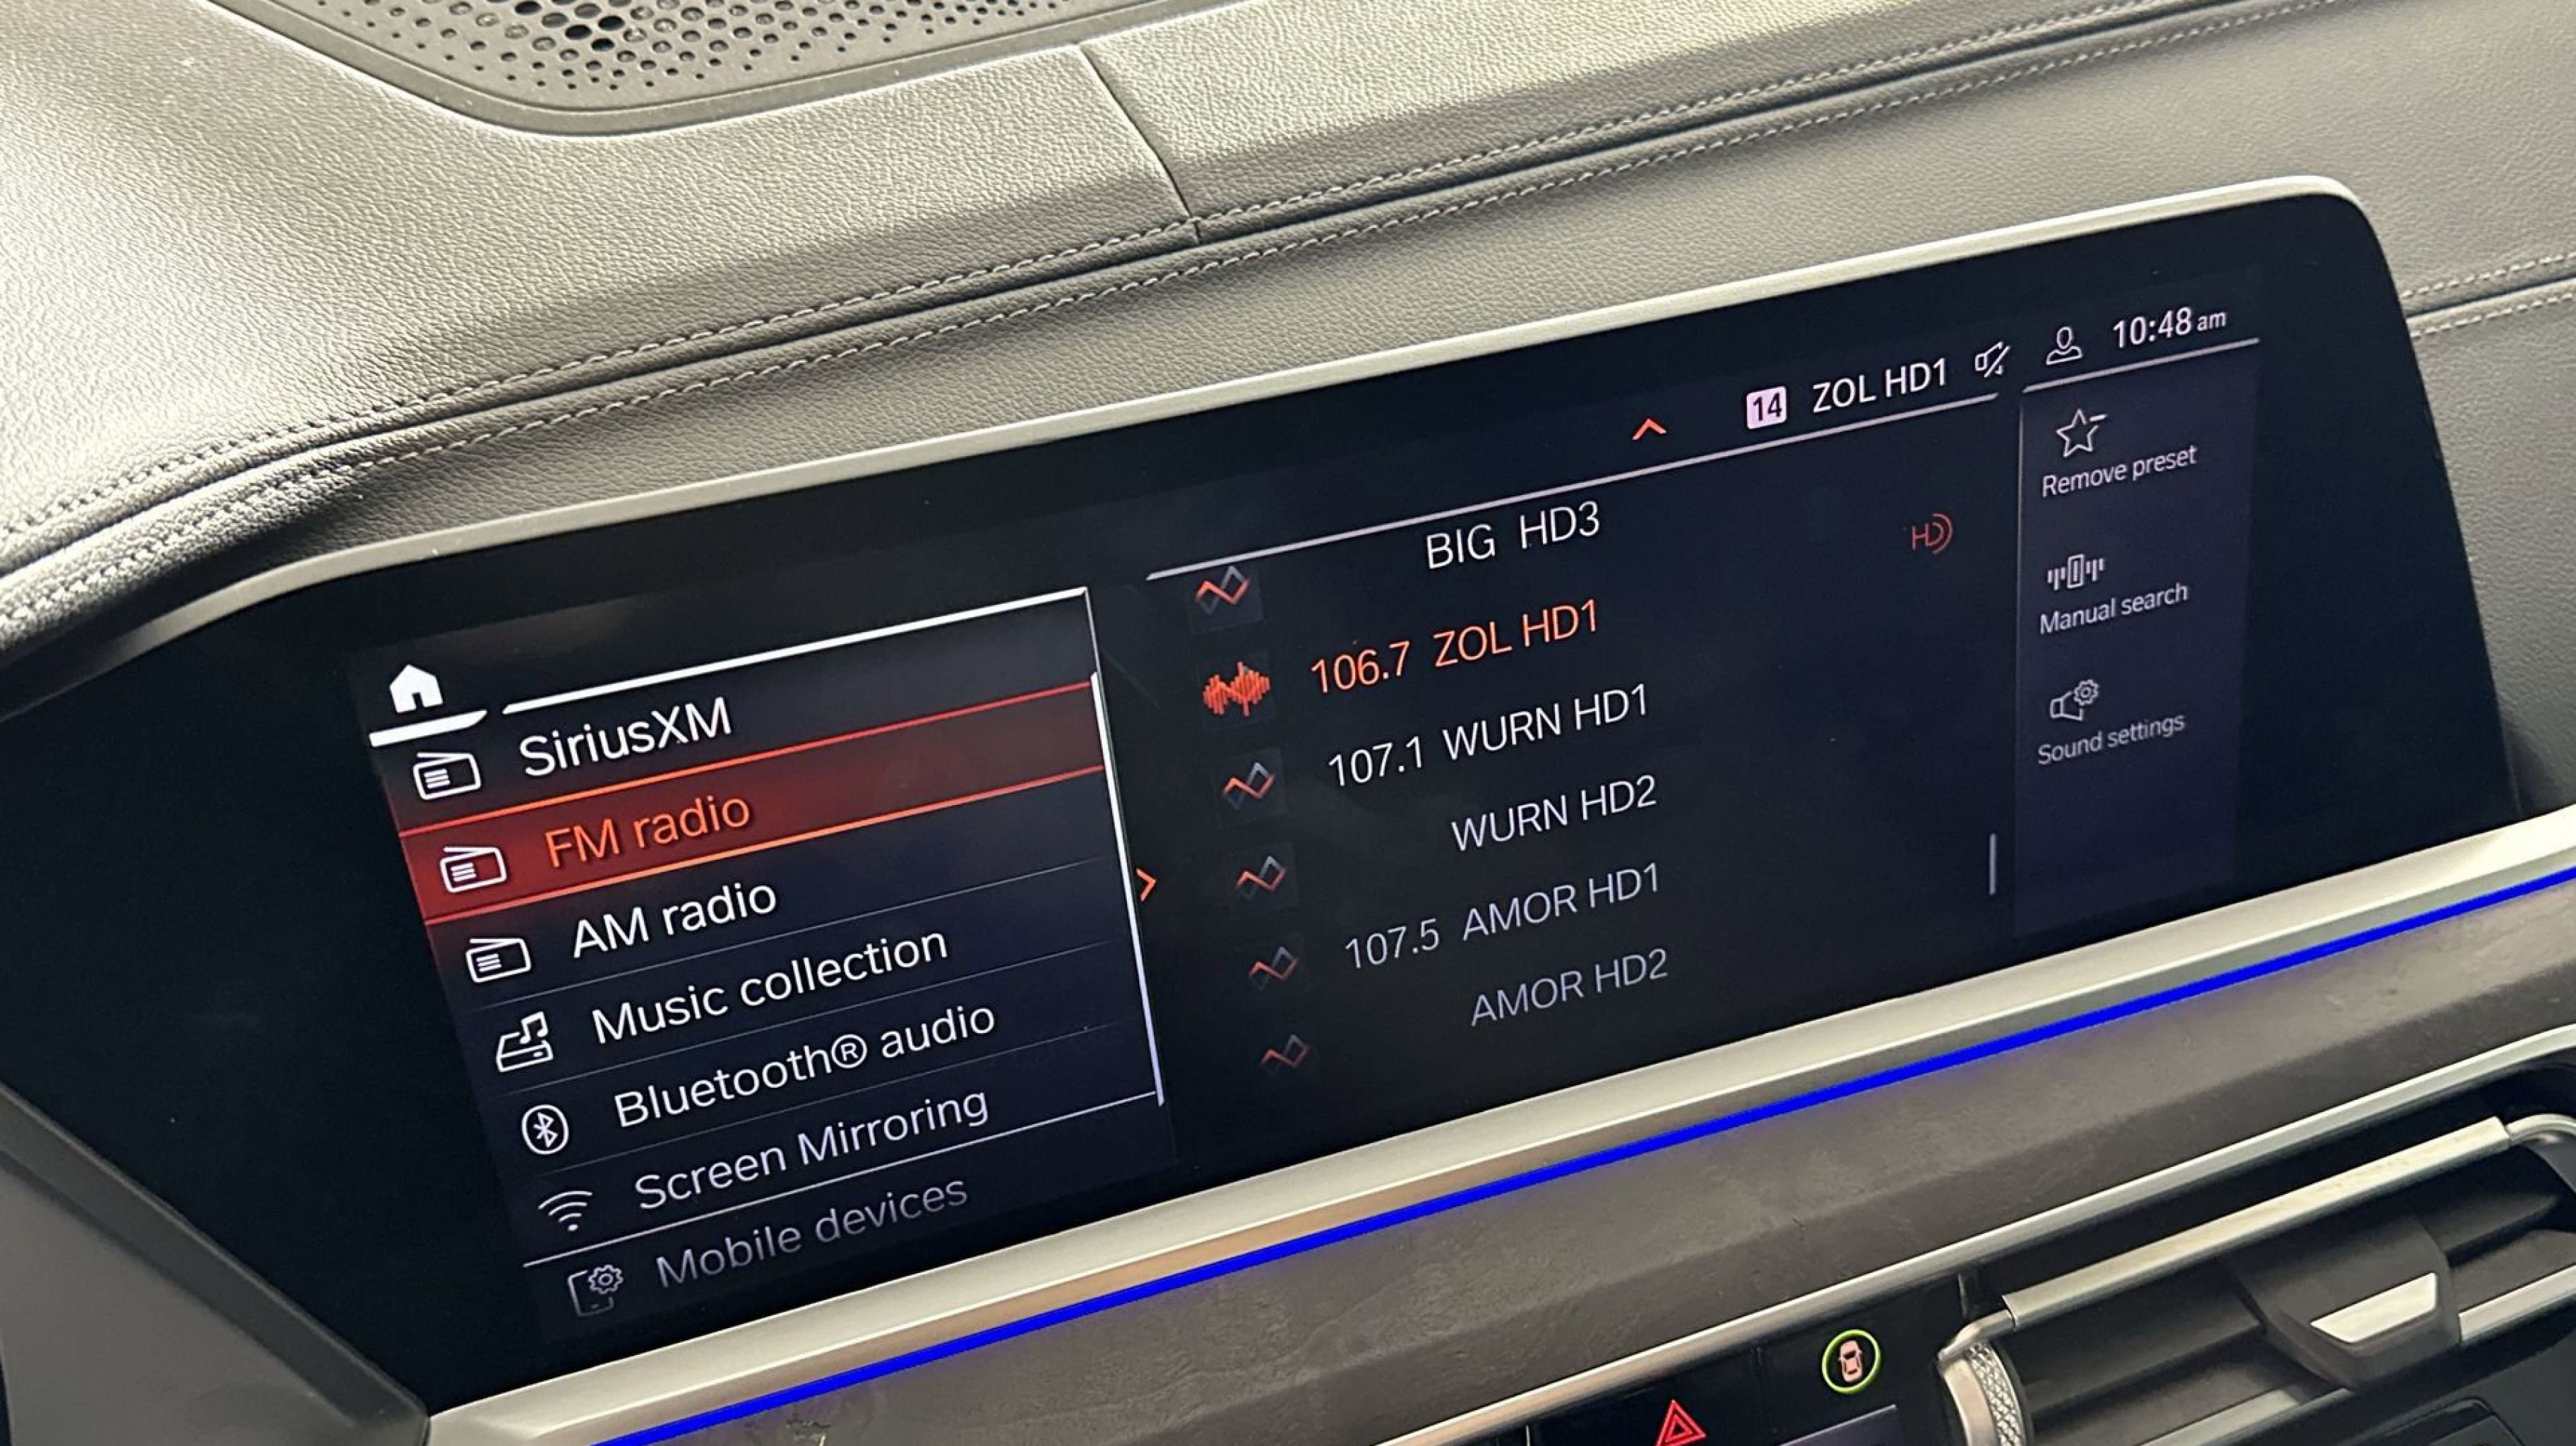 14 ZOL HD1 10:48 am
SiriusXM
FM radio
AM radio
Music collection
Bluetooth® audio
Screen Mirroring
Mobile devices
BIG HD3
106.7 ZOL HD1
107.1 WURN HD1
WURN HD2
107.5 AMOR HD1
AMOR HD2
HD
Remove preset
Manual search
Sound settings